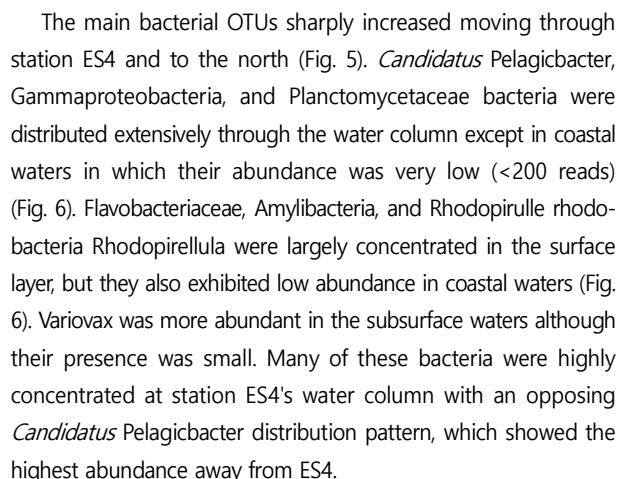 The main bacterial OTUs sharply increased moving through
station ES4 and to the north (Fig. 5). Candidatus Pelagicbacter,
Gammaproteobacteria, and Planctomycetaceae bacteria were
distributed extensively through the water column except in coastal
waters in which their abundance was very low (<200 reads)
(Fig. 6). Flavobacteriaceae, Amylibacteria, and Rhodopirulle rhodo-
bacteria Rhodopirellula were largely concentrated in the surface
layer, but they also exhibited low abundance in coastal waters (Fig.
6). Variovax was more abundant in the subsurface waters although
their presence was small. Many of these bacteria were highly
concentrated at station ES4's water column with an opposing
Candidatus Pelagicbacter distribution pattern, which showed the
highest abundance away from ES4.